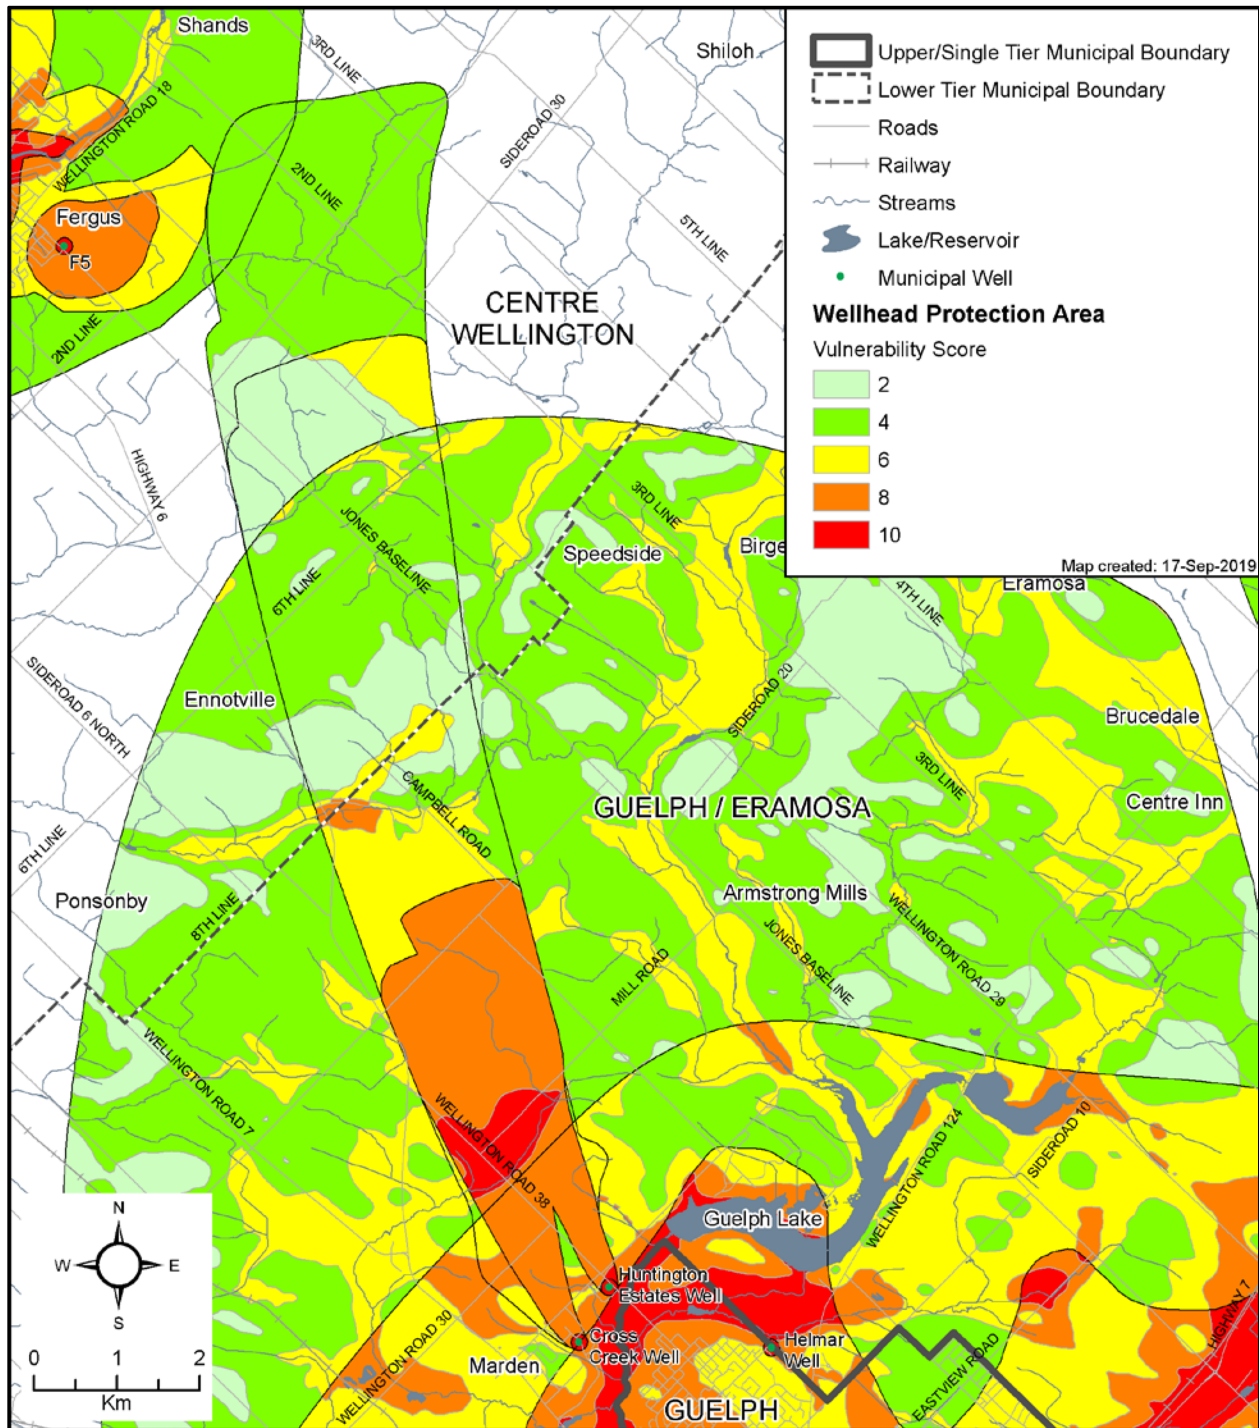 Shands
3RD LINE
Shiloh
WELLINGTON ROAD 18
SIDEROAD 30
2ND LINE
5TH LINE
Fergus
F5
2ND LINE
CENTRE
WELLINGTON
Upper/Single Tier Municipal Boundary
Lower Tier Municipal Boundary
Roads
Railway
Streams
Lake/Reservoir
Municipal Well
Wellhead Protection Area
Vulnerability Score
2
4
6
8
10
Map created: 17-Sep-2019
HIGHWAY 6
JONES BASELINE
6TH LINE
3RD LINE
Speedside
Birge
4TH LINE
Eramosa
SIDEROAD 6 NORTH
Ennotville
SIDEROAD 20
Brucedale
3RD LINE
CAMPBELL ROAD
GUELPH / ERAMOSA
Centre Inn
6TH LINE
Ponsonby
8TH LINE
Armstrong Mills
WELLINGTON ROAD 29
JONES BASELINE
MILL ROAD
WELLINGTON ROAD 7
WELLINGTON ROAD 38
WELLINGTON ROAD 124
SIDEROAD 10
Guelph Lake
Huntington
Estates Well
Cross
Creek Well
Helmar
Well
Marden
WELLINGTON ROAD 30
EASTVIEW ROAD
HIGHWAY 7
GUELPH
N
W
E
S
0
1
2
Km